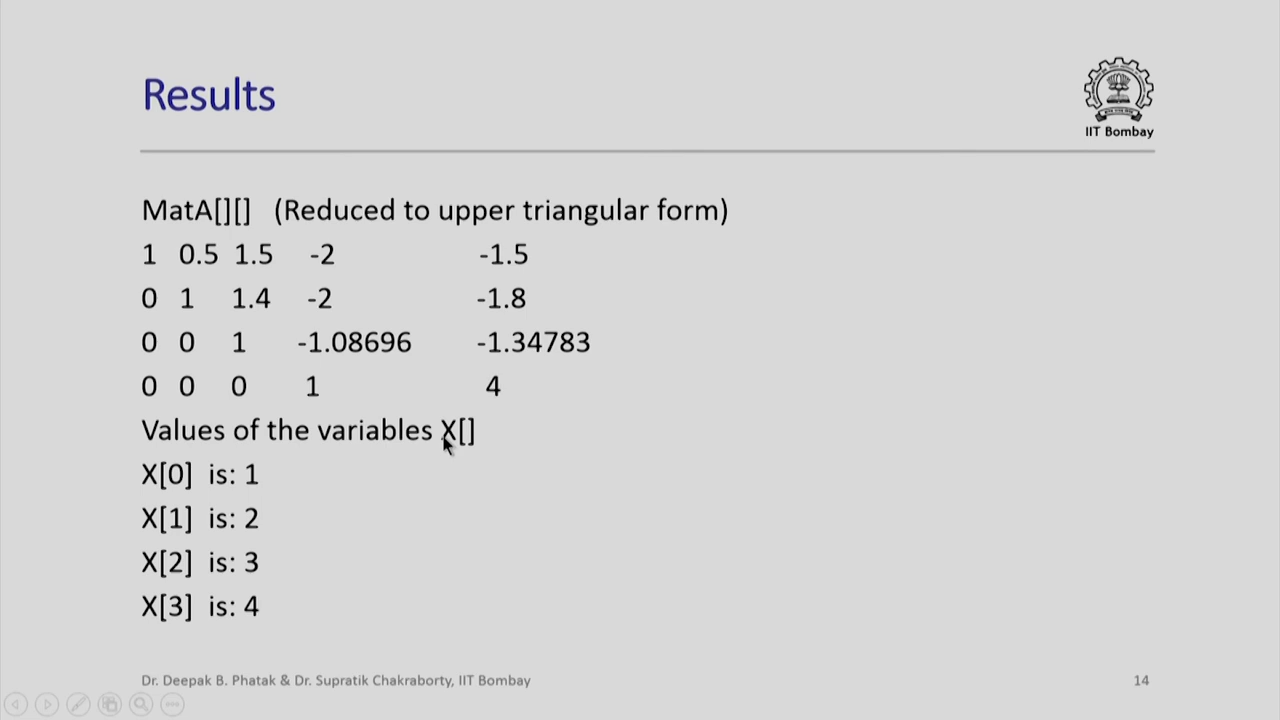 Results
IIT Bombay
MatA[][] (Reduced to upper triangular form)
1 0.5 1.5 -2 -1.5
0 1 1.4 -2 -1.8
0 0 1 -1.08696 -1.34783
0 0 0 1 4
Values of the variables X[]
X[0] is: 1
X[1] is: 2
X[2] is: 3
X[3] is: 4
Dr. Deepak B. Phatak & Dr. Supratik Chakraborty, IIT Bombay 14